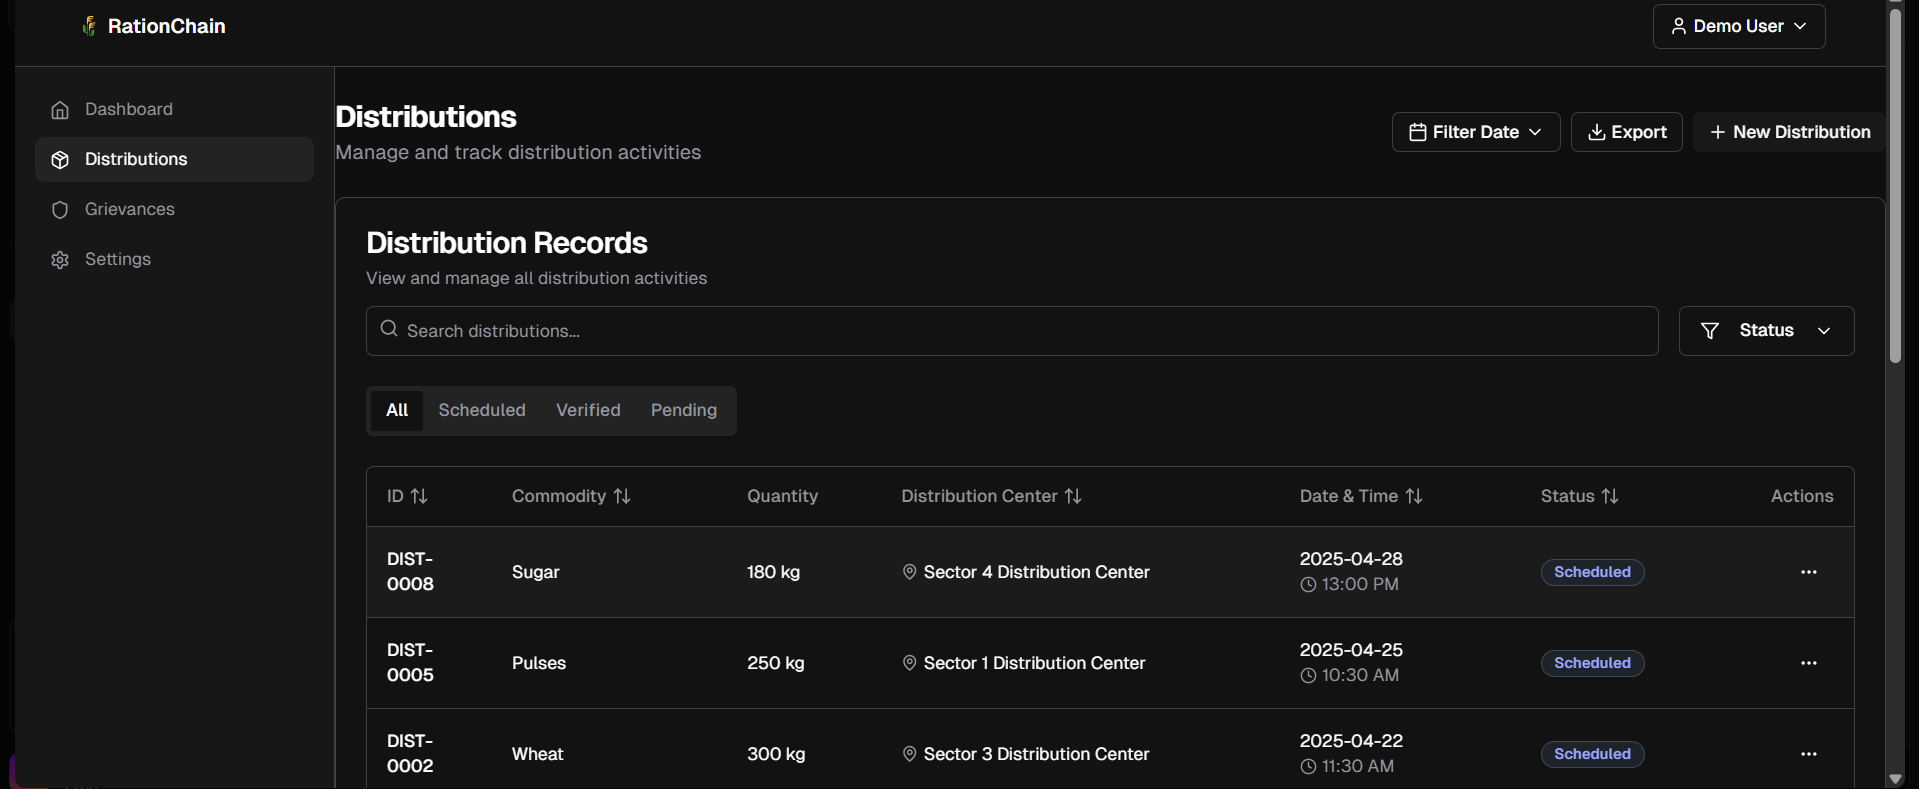 RationChain
Demo User
Dashboard
Distributions
Grievances
Settings
Distributions
Manage and track distribution activities
Filter Date
Export
+ New Distribution
Distribution Records
View and manage all distribution activities
Search distributions...
Status
All Scheduled Verified Pending
ID Commodity Quantity Distribution Center Date & Time Status Actions
DIST-
0008
Sugar
180 kg
Sector 4 Distribution Center
2025-04-28
13:00 PM
Scheduled
DIST-
0005
Pulses
250 kg
Sector 1 Distribution Center
2025-04-25
10:30 AM
Scheduled
DIST-
0002
Wheat
300 kg
Sector 3 Distribution Center
2025-04-22
11:30 AM
Scheduled